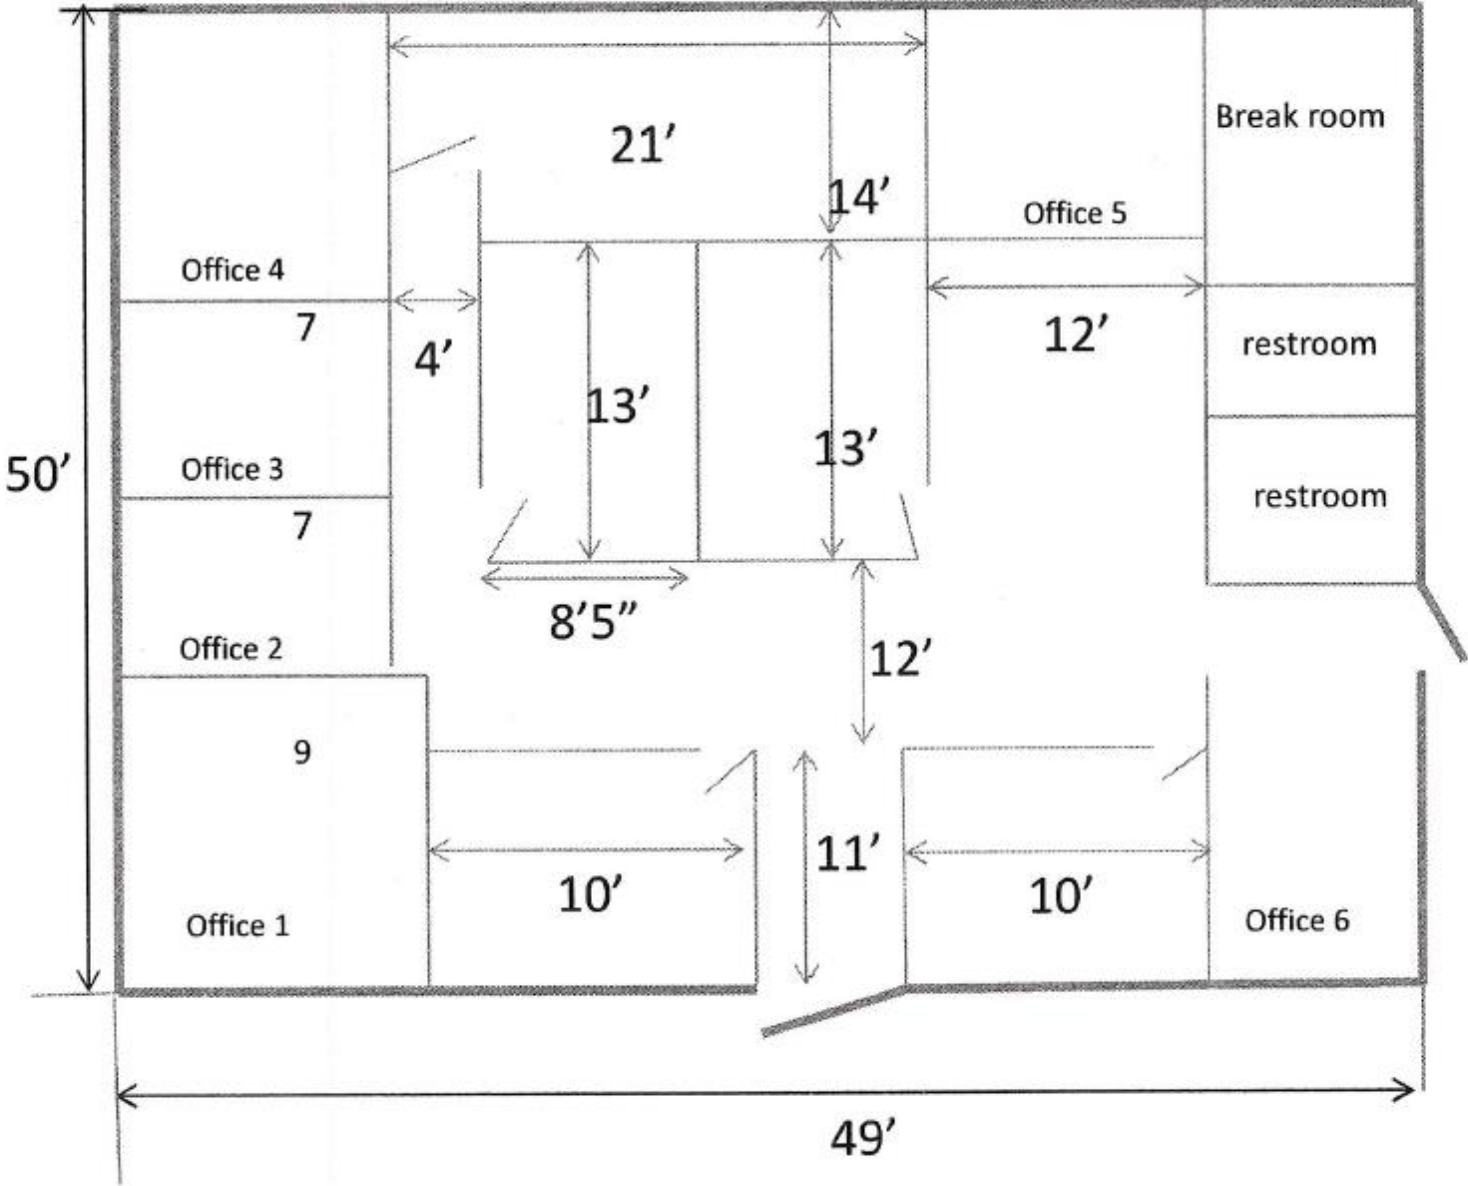 21’
14’
Break room
Office 5
Office 4
7
4’
12’
restroom
13’
13’
50’
Office 3
7
restroom
8’5”
Office 2
12’
9
11’
10’
10’
Office 1
Office 6
49’